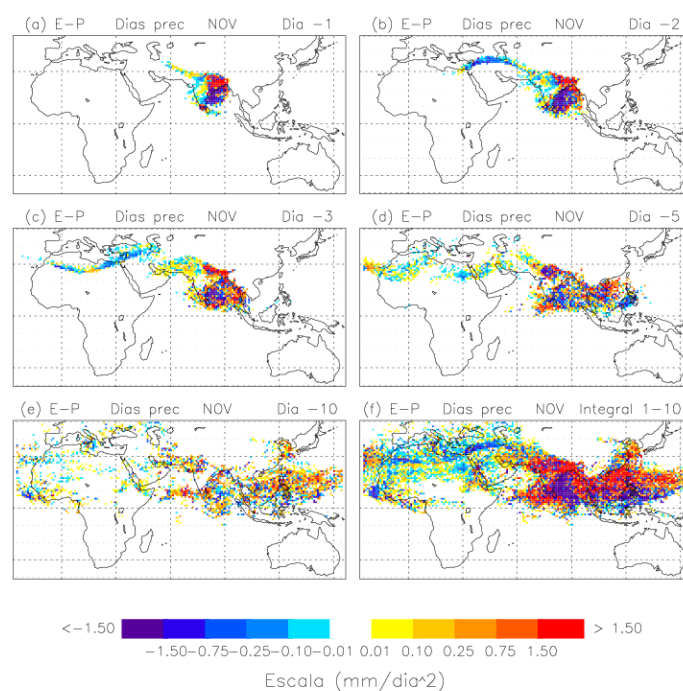 (a) E-P Dias prec NOV Dia -1
(b) E-P Dias prec NOV Dia -2
(c) E-P Dias prec NOV Dia -3
(d) E-P Dias prec NOV Dia -5
(e) E-P Dias prec NOV Dia -10
(f) E-P Dias prec NOV Integral 1-10
<-1.50 > 1.50
-1.50 -0.75 -0.25 -0.10 -0.01 0.01 0.10 0.25 0.75 1.50
Escala (mm/dia^2)